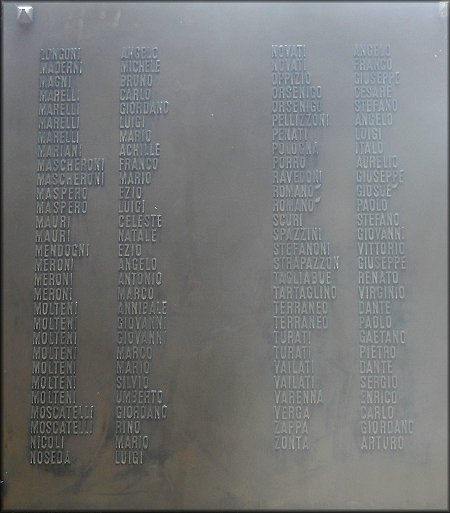 LONGONI ANGELO
MADERNI MICHELE
MAGNI BRUNO
MARELLI CARLO
MARELLI GIORDANO
MARELLI LUIGI
MARELLI MARIO
MARIANI ACHILLE
MASCHERONI FRANCO
MASCHERONI MARIO
MASPERO EZIO
MASPERO LUIGI
MAURI CELESTE
MAURI NATALE
MENDOGNI EZIO
MERONI ANGELO
MERONI ANTONIO
MERONI MARCO
MOLTENI ANNIBALE
MOLTENI GIOVANNI
MOLTENI GIOVANNI
MOLTENI MARCO
MOLTENI MARIO
MOLTENI SILVIO
MOLTENI UMBERTO
MOSCATELLI GIORDANO
MOSCATELLI RINO
NICOLI MARIO
NOSEDA LUIGI
NOVATI ANGELO
NOVATI FRANCO
OPPIZIO GIUSEPPE
ORSENIGO CESARE
ORSENIGO STEFANO
PELLIZZONI ANGELO
PENATI LUIGI
POLONNA ITALO
PORRO AURELIO
RAVEDONI GIUSEPPE
ROMANO' GIOSUE'
ROMANO' PAOLO
SCURI STEFANO
SPAZZINI GIOVANNI
STEFANONI VITTORIO
STRAPAZZON GIUSEPPE
TAGLIABUE RENATO
TARTAGLINO VIRGINIO
TERRANEO DANTE
TERRANEO PAOLO
TURATI GAETANO
TURATI PIETRO
VAILATI DANTE
VAILATI SERGIO
VARENNA ENRICO
VERGA CARLO
ZAPPA GIORDANO
ZONTA ARTURO